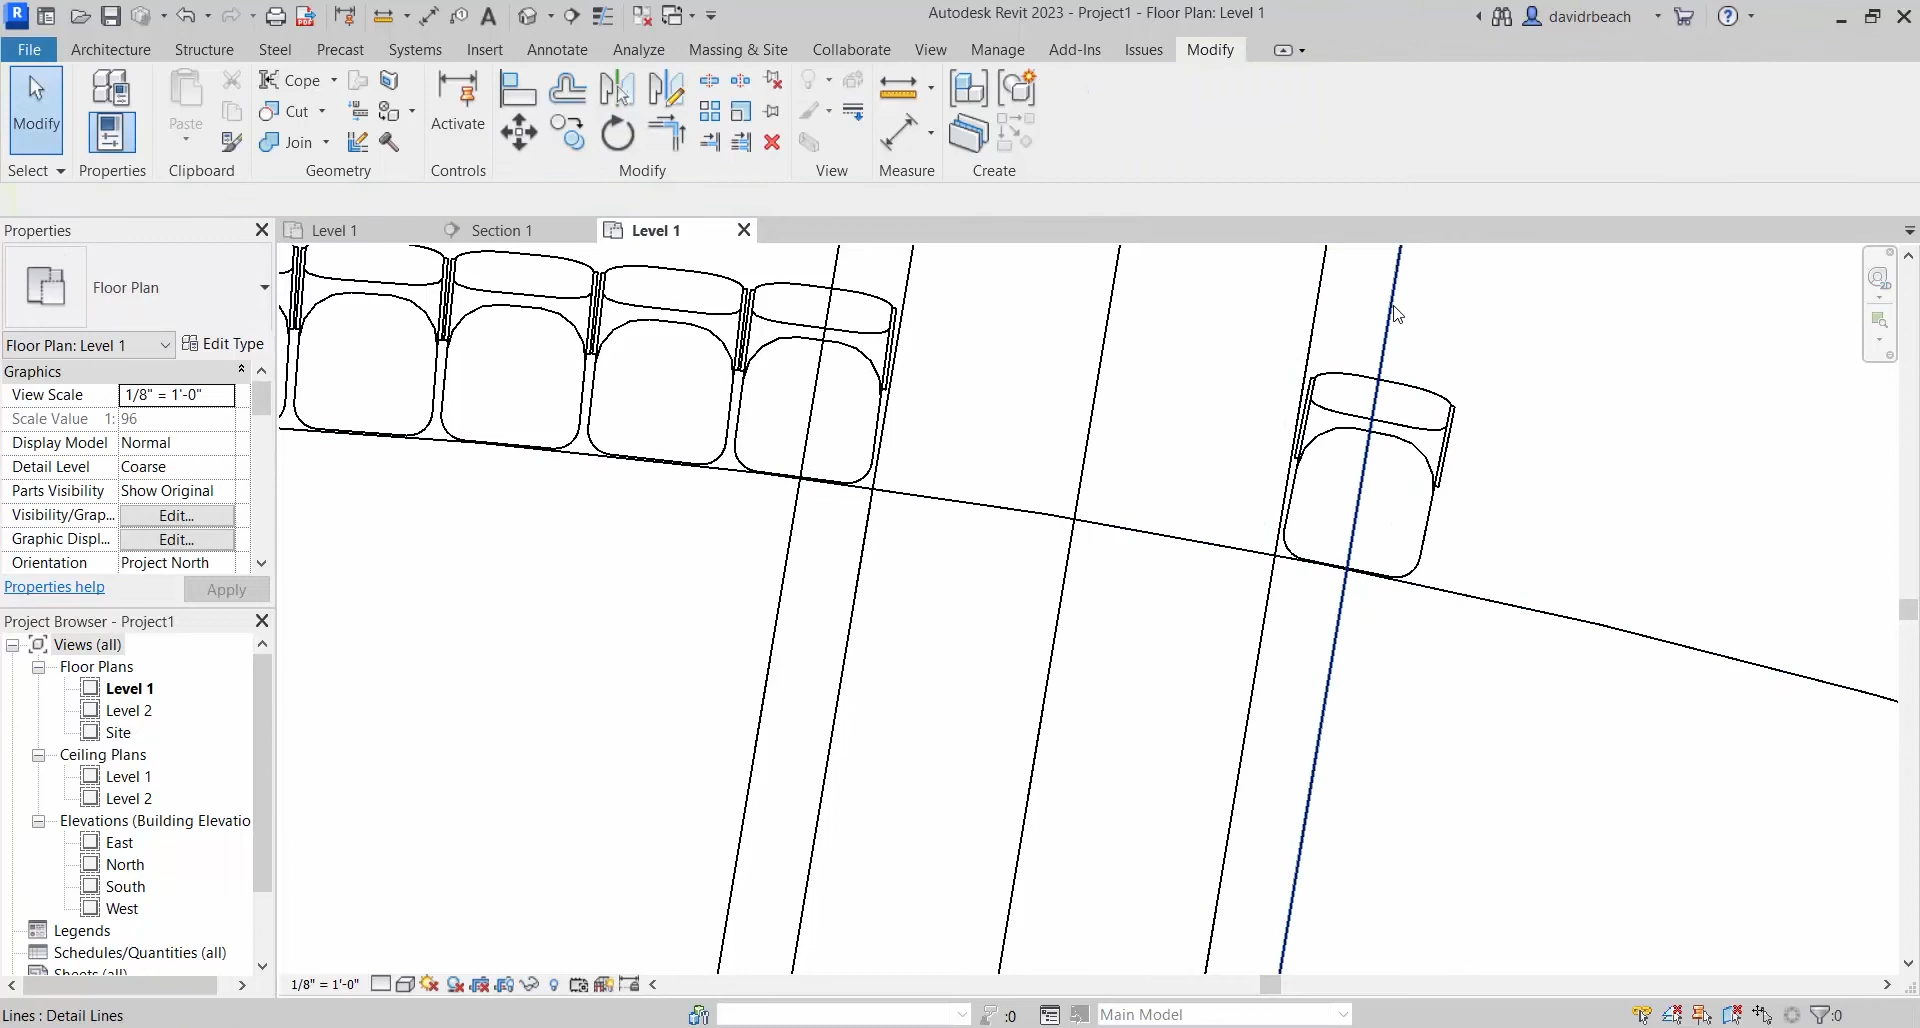 R
Autodesk Revit 2023 - Project1 - Floor Plan: Level 1
davidrbeach
File Architecture Structure Steel Precast Systems Insert Annotate Analyze Massing & Site Collaborate View Manage Add-Ins Issues Modify
Modify
Paste
Cope
Cut
Join
Activate
Select Properties Clipboard Geometry Controls Modify View Measure Create
Properties
Level 1
Section 1
Level 1
Floor Plan
Floor Plan: Level 1
Edit Type
Graphics
View Scale 1/8" = 1'-0"
Scale Value 1: 96
Display Model Normal
Detail Level Coarse
Parts Visibility Show Original
Visibility/Grap... Edit...
Graphic Displ... Edit...
Orientation Project North
Properties help
Apply
Project Browser - Project1
Views (all)
Floor Plans
Level 1
Level 2
Site
Ceiling Plans
Level 1
Level 2
Elevations (Building Elevatio
East
North
South
West
Legends
Schedules/Quantities (all)
Sheets (all)
2D
1/8" = 1'-0"
Lines : Detail Lines
:0
Main Model
:0